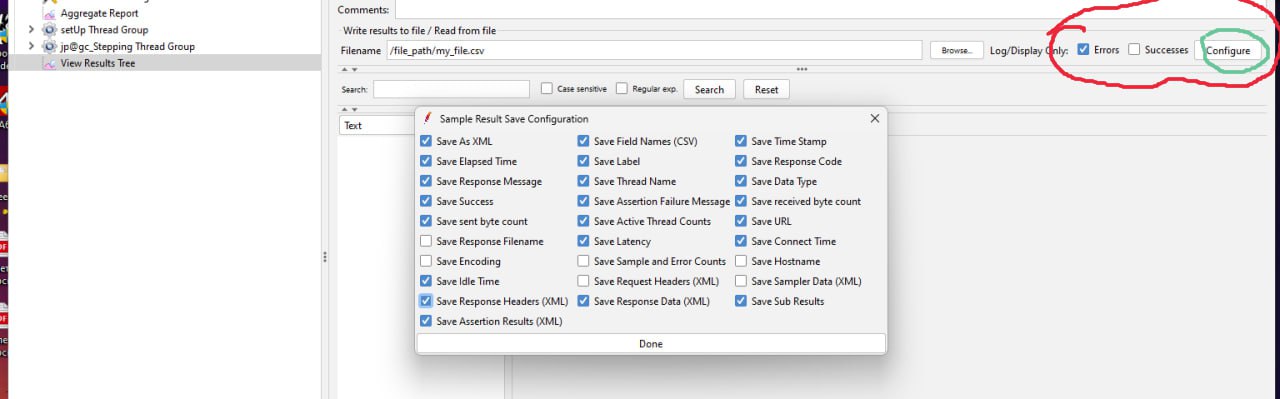 Aggregate Report
setUp Thread Group
jp@gc_Stepping Thread Group
View Results Tree
Comments:
Write results to file / Read from file
Filename /file_path/my_file.csv Browse... Log/Display Only: Errors Successes Configure
Search: Case sensitive Regular exp. Search Reset
Text
Sample Result Save Configuration
Save As XML Save Field Names (CSV) Save Time Stamp
Save Elapsed Time Save Label Save Response Code
Save Response Message Save Thread Name Save Data Type
Save Success Save Assertion Failure Message Save received byte count
Save sent byte count Save Active Thread Counts Save URL
Save Response Filename Save Latency Save Connect Time
Save Encoding Save Sample and Error Counts Save Hostname
Save Idle Time Save Request Headers (XML) Save Sampler Data (XML)
Save Response Headers (XML) Save Response Data (XML) Save Sub Results
Save Assertion Results (XML)
Done